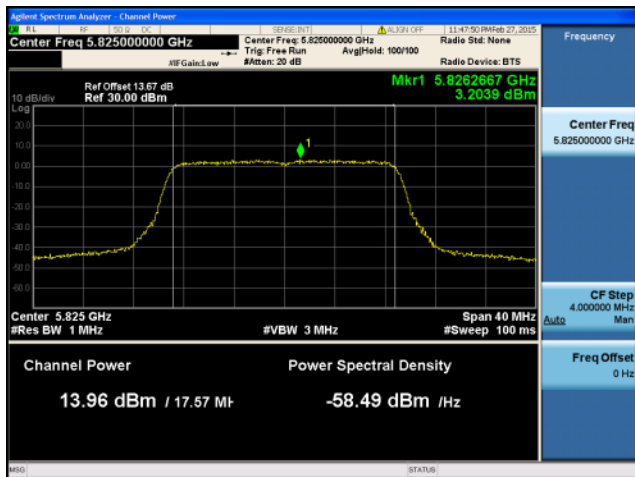 Agilent Spectrum Analyzer - Channel Power
RL RF 50 Ω DC SENSE:INT ALIGN OFF 11:47:50 PM Feb 27, 2015
Center Freq 5.825000000 GHz
Center Freq: 5.825000000 GHz
Radio Std: None
Trig: Free Run Avg|Hold: 100/100
#IFGain:Low #Atten: 20 dB Radio Device: BTS
Mkr1 5.8262667 GHz
3.2039 dBm
Ref Offset 13.67 dB
10 dB/div Ref 30.00 dBm
Log
1
20.0
10.0
0.00
-10.0
-20.0
-30.0
-40.0
-50.0
-60.0
Center 5.825 GHz Span 40 MHz
#Res BW 1 MHz #VBW 3 MHz #Sweep 100 ms
Channel Power Power Spectral Density
13.96 dBm / 17.57 MH -58.49 dBm /Hz
MSG STATUS
Frequency
Center Freq
5.825000000 GHz
CF Step
4.000000 MHz
Auto Man
Freq Offset
0 Hz